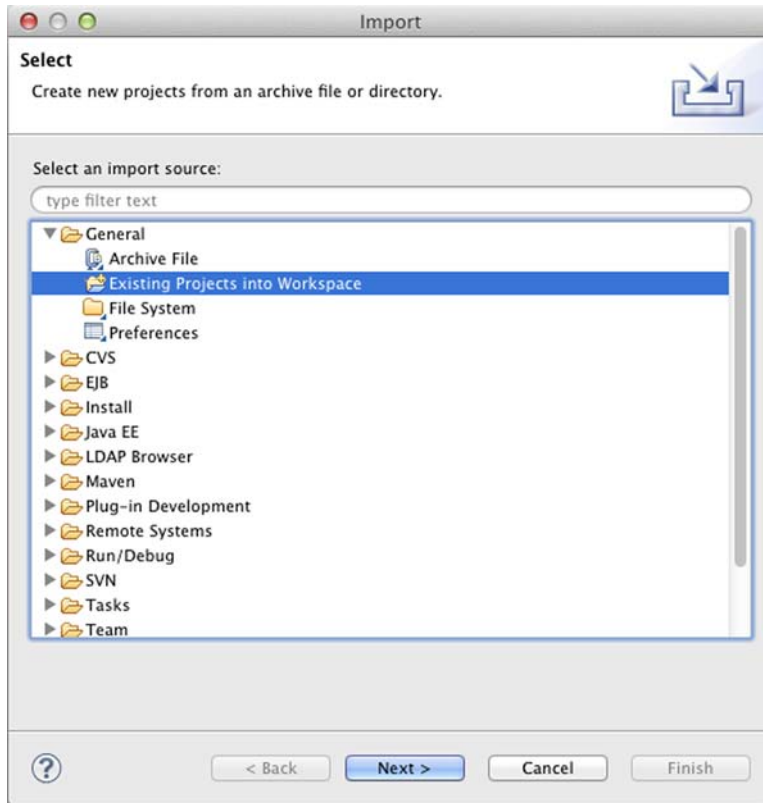 Import
Select
Create new projects from an archive file or directory.
Select an import source:
type filter text
General
Archive File
Existing Projects into Workspace
File System
Preferences
CVS
EJB
Install
Java EE
LDAP Browser
Maven
Plug-in Development
Remote Systems
Run/Debug
SVN
Tasks
Team
? < Back Next > Cancel Finish